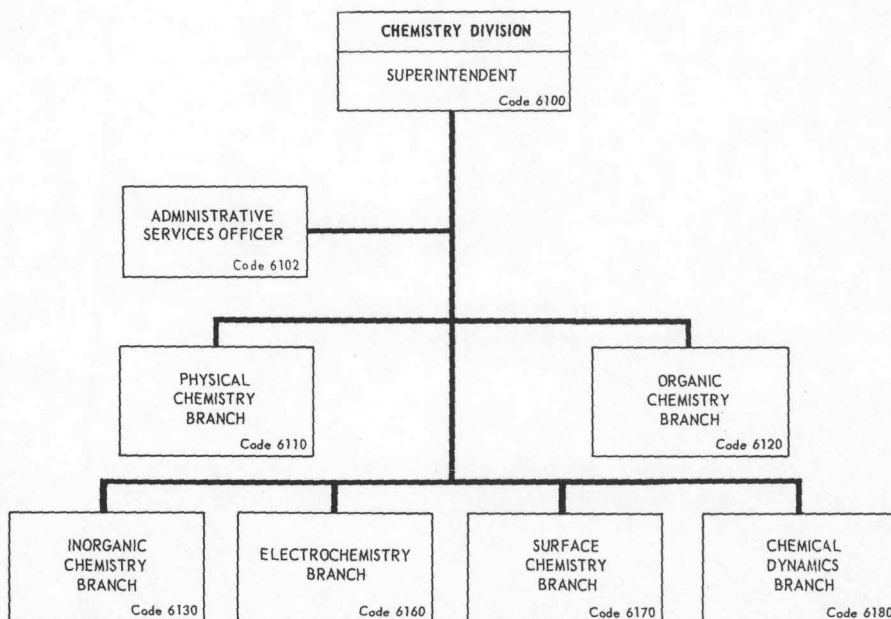 CHEMISTRY DIVISION
SUPERINTENDENT
Code 6100
ADMINISTRATIVE
SERVICES OFFICER
Code 6102
PHYSICAL
CHEMISTRY
BRANCH
Code 6110
ORGANIC
CHEMISTRY
BRANCH
Code 6120
INORGANIC
CHEMISTRY
BRANCH
Code 6130
ELECTROCHEMISTRY
BRANCH
Code 6160
SURFACE
CHEMISTRY
BRANCH
Code 6170
CHEMICAL
DYNAMICS
BRANCH
Code 6180